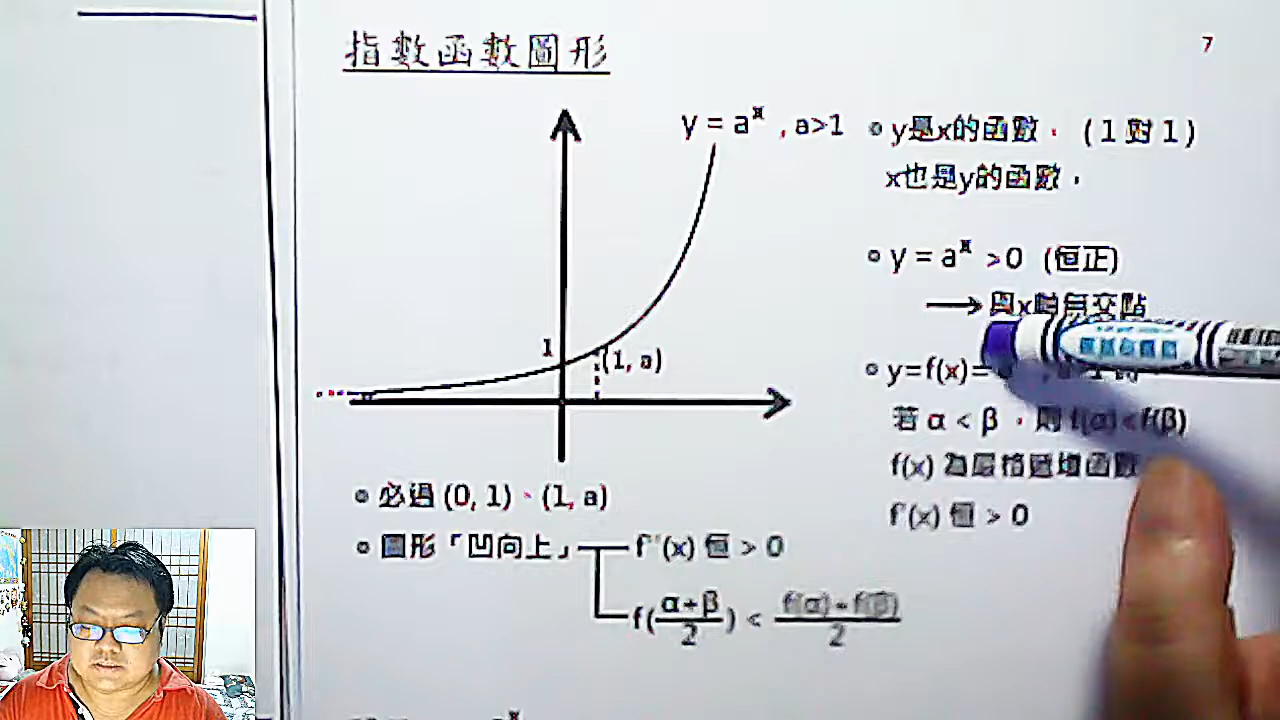 指數函數圖形
7
y = aˣ , a>1
1
(1, a)
必過 (0, 1)、(1, a)
圖形「凹向上」 f''(x) 恆 > 0
f(α+β/2) < f(α)+f(β)/2
y是x的函數，(1 對 1)
x也是y的函數，
y = aˣ >0 (恆正)
→ 與x軸無交點
y=f(x)=
若 α < β ，則 f(α)<f(β)
f(x) 為嚴格遞增函數
f'(x) 恆 > 0